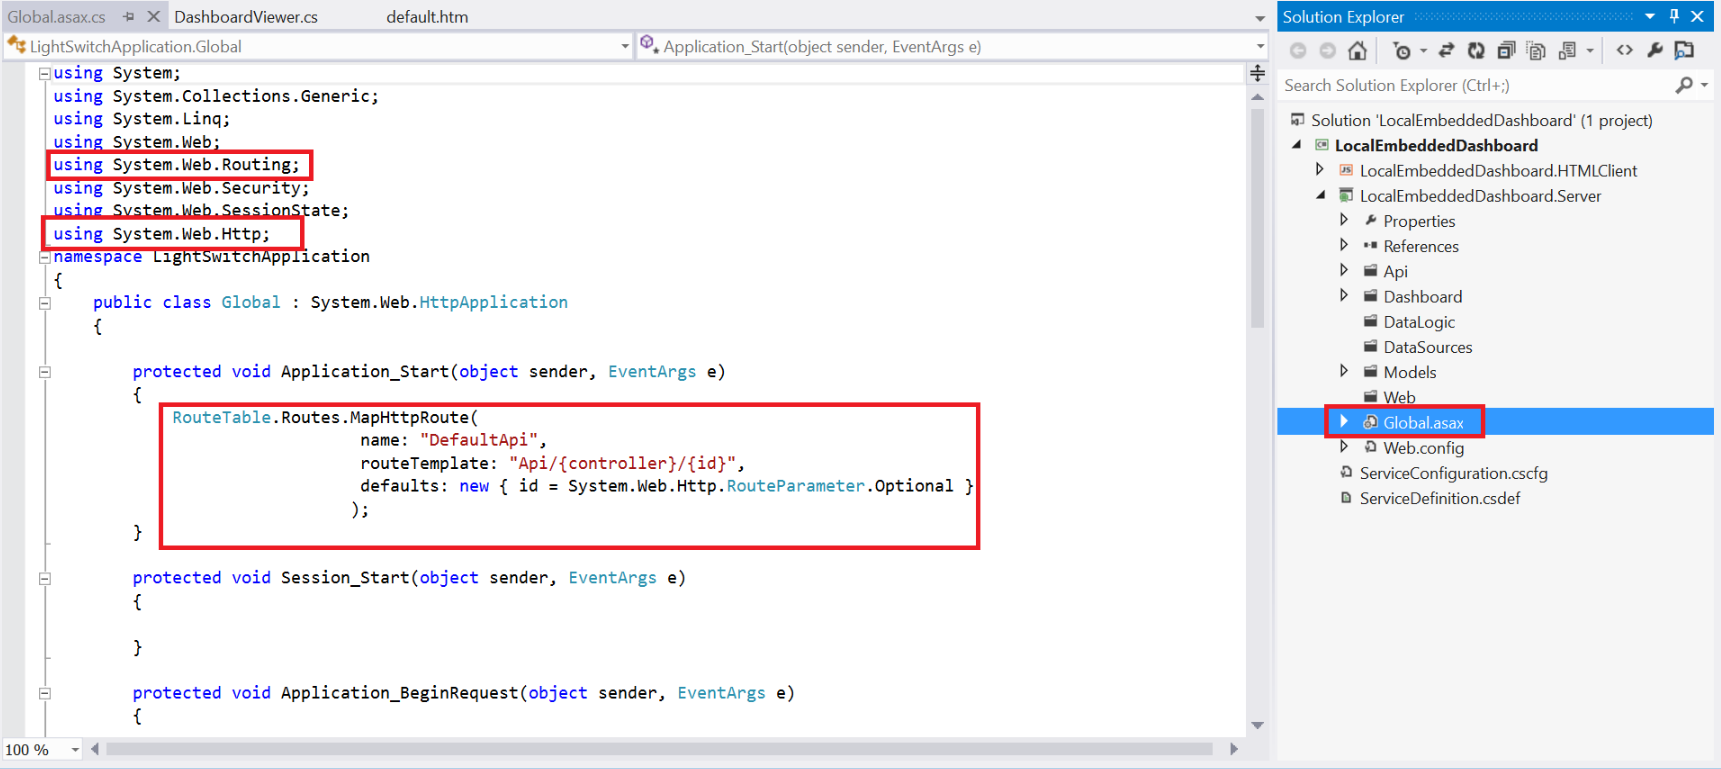 Global.asax.cs
DashboardViewer.cs
default.htm
LightSwitchApplication.Global
Application_Start(object sender, EventArgs e)
using System;
using System.Collections.Generic;
using System.Linq;
using System.Web;
using System.Web.Routing;
using System.Web.Security;
using System.Web.SessionState;
using System.Web.Http;
namespace LightSwitchApplication
{
public class Global : System.Web.HttpApplication
{
protected void Application_Start(object sender, EventArgs e)
{
RouteTable.Routes.MapHttpRoute(
name: "DefaultApi",
routeTemplate: "Api/{controller}/{id}",
defaults: new { id = System.Web.Http.RouteParameter.Optional }
);
}
protected void Session_Start(object sender, EventArgs e)
{
}
protected void Application_BeginRequest(object sender, EventArgs e)
{
100 %
Solution Explorer
Search Solution Explorer (Ctrl+;)
Solution 'LocalEmbeddedDashboard' (1 project)
LocalEmbeddedDashboard
LocalEmbeddedDashboard.HTMLClient
LocalEmbeddedDashboard.Server
Properties
References
Api
Dashboard
DataLogic
DataSources
Models
Web
Global.asax
Web.config
ServiceConfiguration.cscfg
ServiceDefinition.csdef